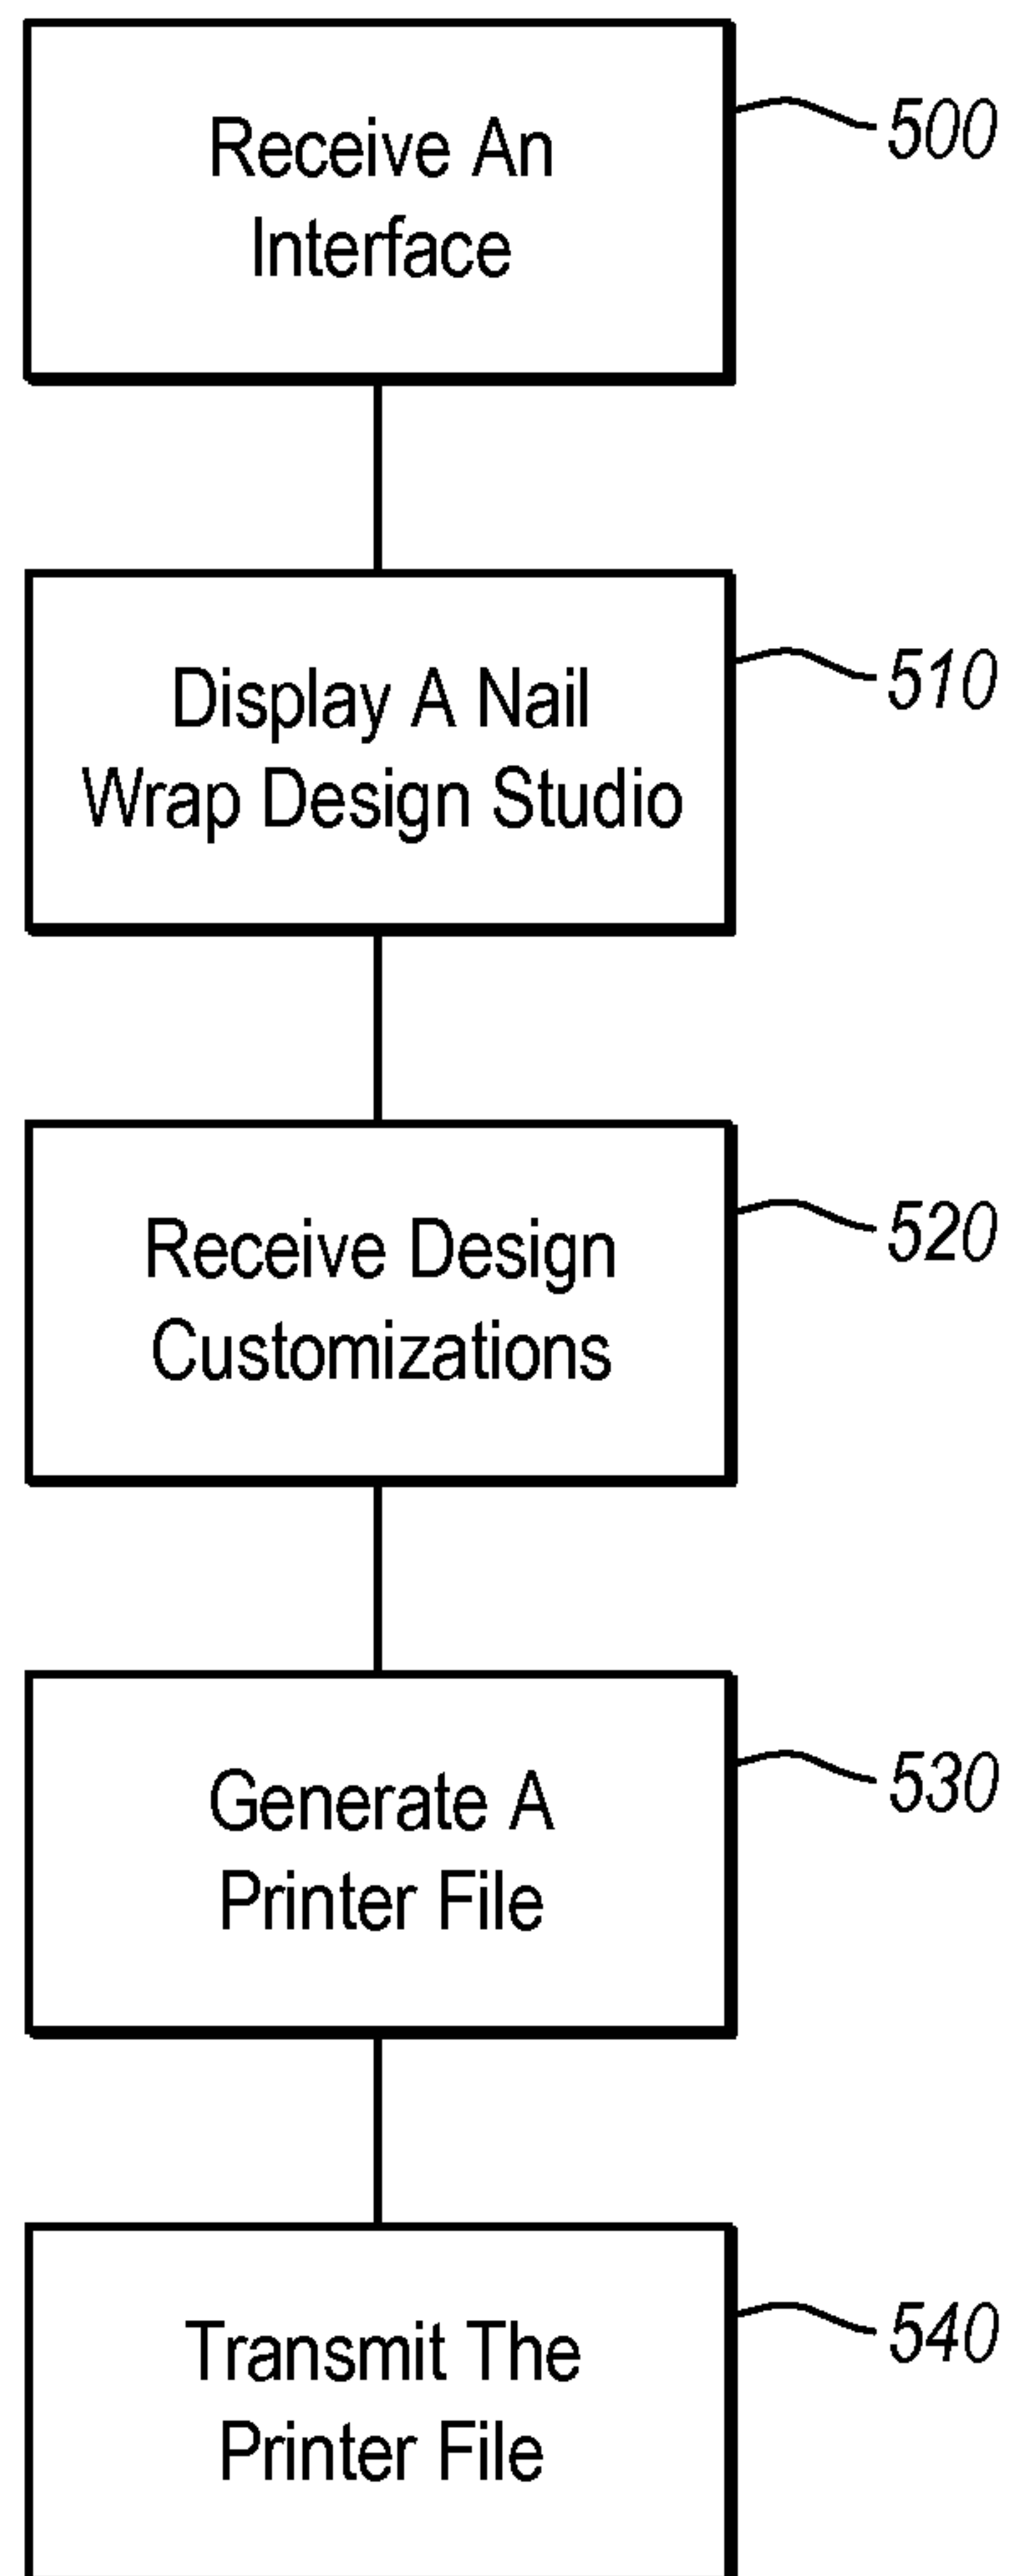 Receive An
Interface
500
Display A Nail
Wrap Design Studio
510
Receive Design
Customizations
520
Generate A
Printer File
530
Transmit The
Printer File
540